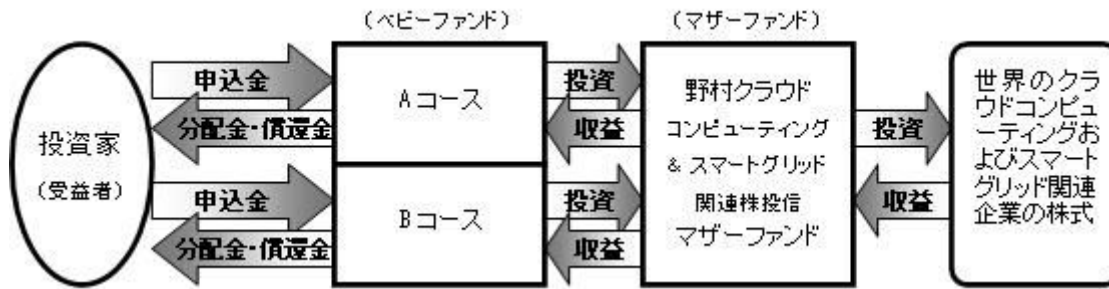 (ベビーファンド)
(マザーファンド)
投資家
(受益者)
申込金
分配金・償還金
申込金
分配金・償還金
Aコース
Bコース
投資
収益
投資
収益
野村クラウド
コンピューティング
& スマートグリッド
関連株投信
マザーファンド
投資
収益
世界のクラ
ウドコンピュ
ーティングお
よびスマート
グリッド関連
企業の株式